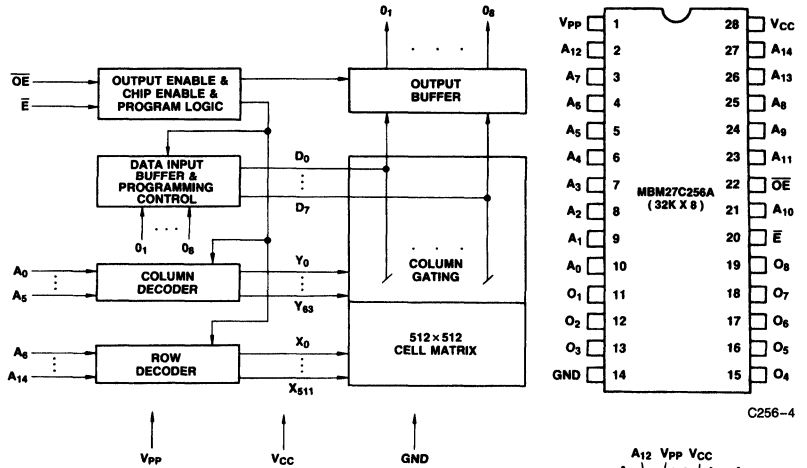 O₁ . . . O₈
OE
E
OUTPUT ENABLE &
CHIP ENABLE &
PROGRAM LOGIC
OUTPUT
BUFFER
DATA INPUT
BUFFER &
PROGRAMMING
CONTROL
D₀
D₇
O₁ . . . O₈
COLUMN
GATING
A₀
A₅
COLUMN
DECODER
Y₀
Y₆₃
512×512
CELL MATRIX
A₆
A₁₄
ROW
DECODER
X₀
X₅₁₁
VPP VCC GND
VPP 1 28 VCC
A₁₂ 2 27 A₁₄
A₇ 3 26 A₁₃
A₆ 4 25 A₈
A₅ 5 24 A₉
A₄ 6 23 A₁₁
A₃ 7 22 OE
A₂ 8 21 A₁₀
A₁ 9 20 E
A₀ 10 19 O₈
O₁ 11 18 O₇
O₂ 12 17 O₆
O₃ 13 16 O₅
GND 14 15 O₄
MBM27C256A
(32K X 8)
C256-4
A₁₂ VPP VCC